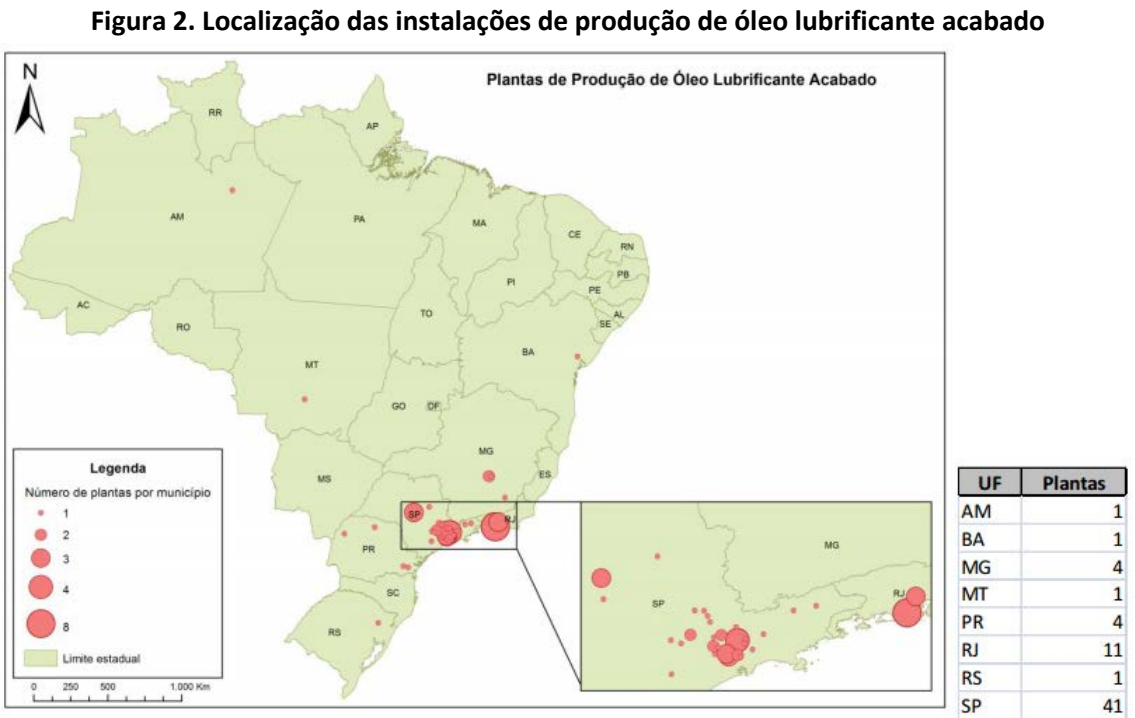 Figura 2. Localização das instalações de produção de óleo lubrificante acabado
N
Plantas de Produção de Óleo Lubrificante Acabado
RR
AP
AM
PA
MA
CE
RN
PB
PE
PI
AL
SE
AC
RO
TO
BA
MT
GO
DF
MG
ES
MS
SP
RJ
PR
SC
RS
Legenda
Número de plantas por município
1
2
3
4
8
Limite estadual
0 250 500 1.000 Km
MG
SP
RJ
UF Plantas
AM 1
BA 1
MG 4
MT 1
PR 4
RJ 11
RS 1
SP 41